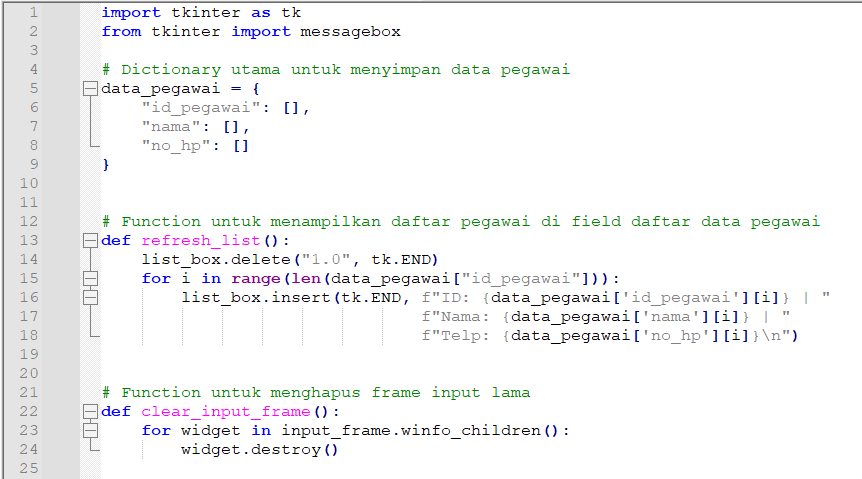 1 import tkinter as tk
2 from tkinter import messagebox
3
4 # Dictionary utama untuk menyimpan data pegawai
5 data_pegawai = {
6     "id_pegawai": [],
7     "nama": [],
8     "no_hp": []
9 }
10
11
12 # Function untuk menampilkan daftar pegawai di field daftar data pegawai
13 def refresh_list():
14     list_box.delete("1.0", tk.END)
15     for i in range(len(data_pegawai["id_pegawai"])):
16         list_box.insert(tk.END, f"ID: {data_pegawai['id_pegawai'][i]} | "
17                                 f"Nama: {data_pegawai['nama'][i]} | "
18                                 f"Telp: {data_pegawai['no_hp'][i]}\n")
19
20
21 # Function untuk menghapus frame input lama
22 def clear_input_frame():
23     for widget in input_frame.winfo_children():
24         widget.destroy()
25